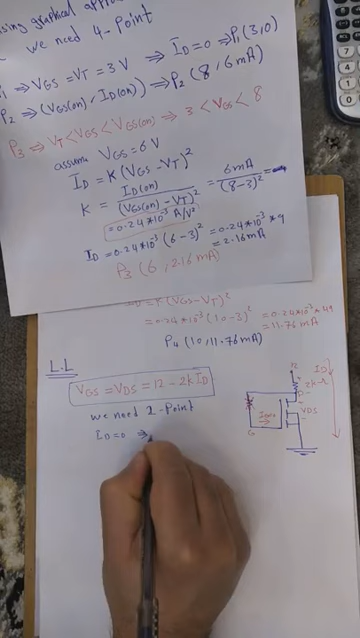 using graphical
we need 4-point
P1 ⇒ VGS = VT = 3 V ⇒ ID=0 ⇒ P1(3,0)
P2 ⇒ (VGS(on), ID(on)) ⇒ P2 (8, 6mA)
P3 ⇒ VT < VGS < VGS(on) ⇒ 3 < VGS < 8
assume VGS = 6 V
ID = K (VGS - VT)²
K = ID(on) / (VGS(on) - VT)² = 6mA / (8-3)² =
= 0.24*10⁻³ A/V²
ID = 0.24*10⁻³ (6-3)² = 0.24*10⁻³ * 9
= 2.16mA
P3 (6, 2.16 mA)
(VGS - VT)²
= 0.24*10⁻³ (10-3)² = 0.24*10⁻³ * 49
= 11.76 mA
P4 (10, 11.76 mA)
L.L
VGS = VDS = 12 - 2k ID
we need 2-point
ID = 0 ⇒
12
ID
2k
VDS
G